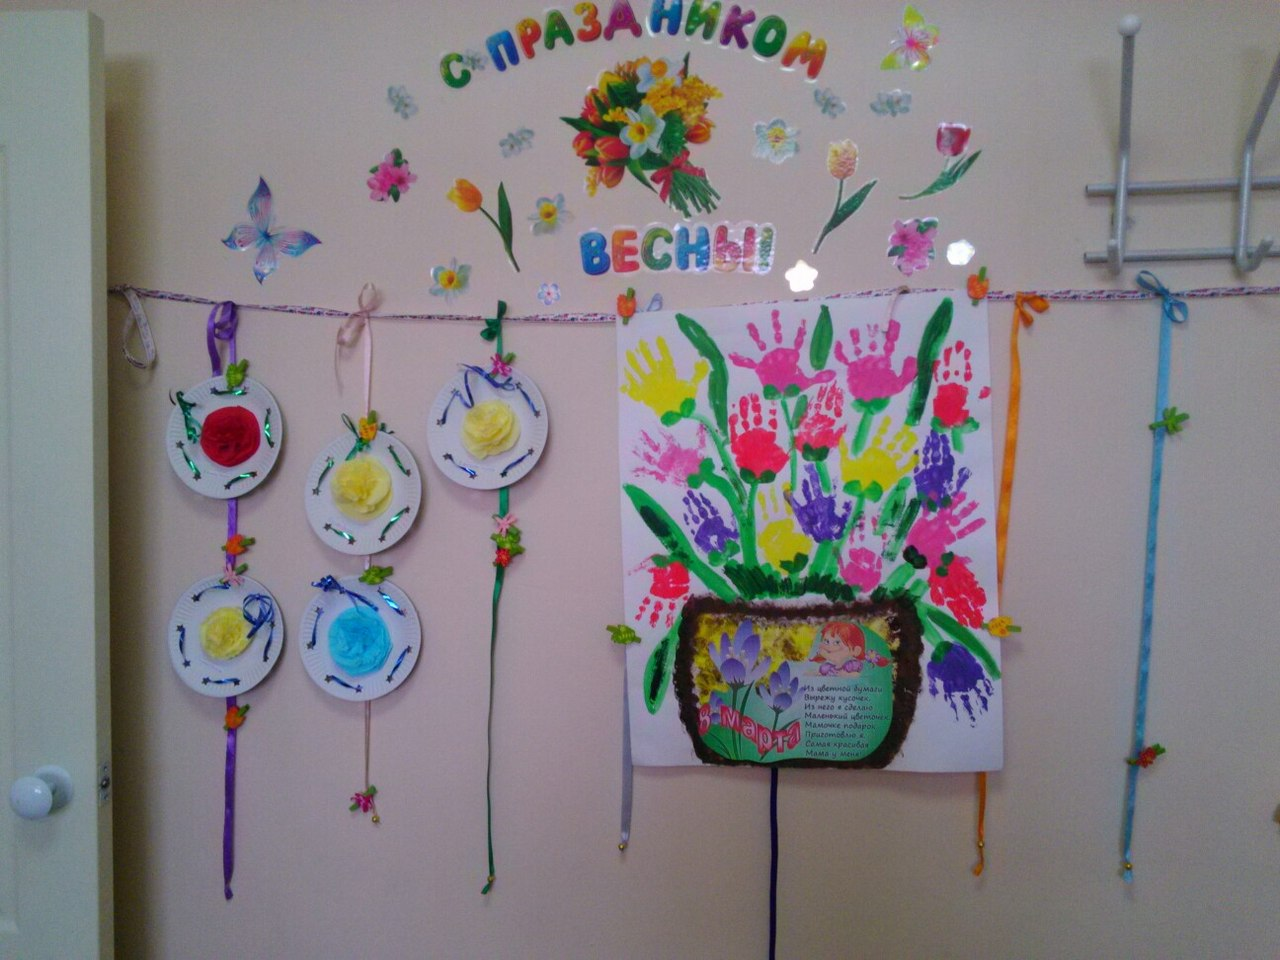 С ПРАЗДНИКОМ
ВЕСНЫ
8 Марта
Из цветной бумаги
Вырежу кусочек,
Из него я сделаю
Маленький цветочек
Мамочке подарок
Приготовлю я.
Самая красивая
Мама у меня!